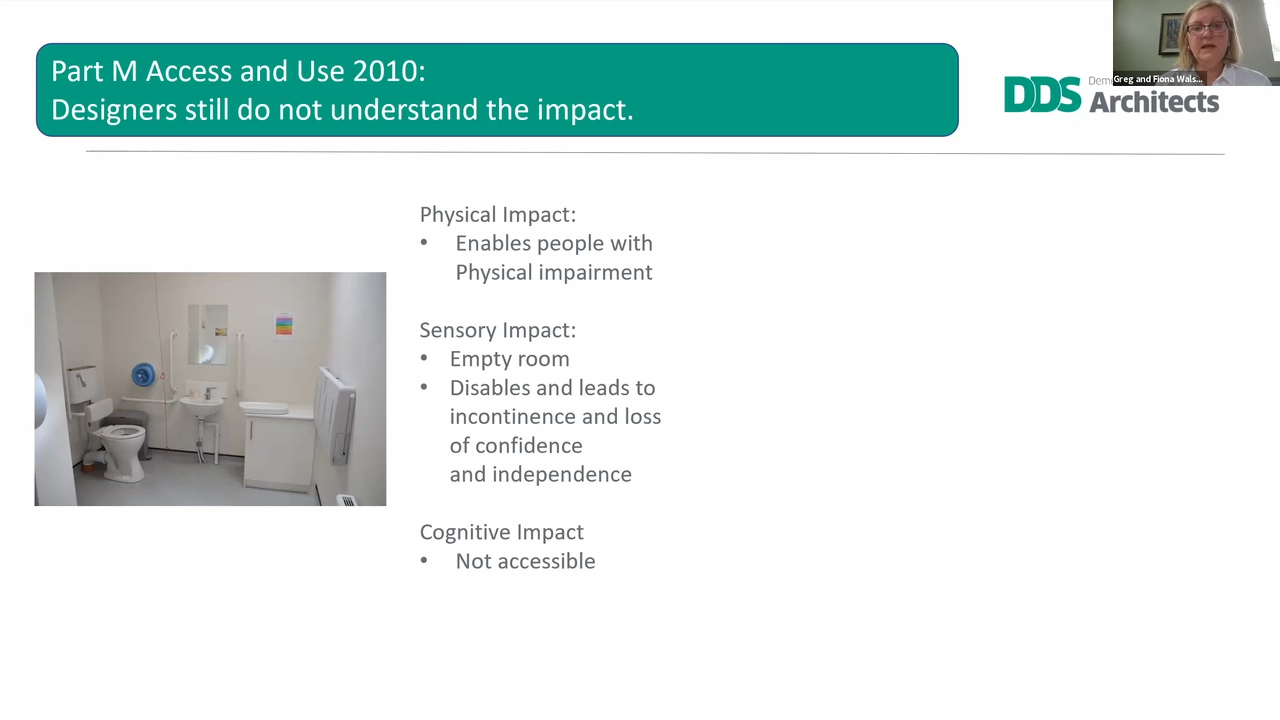 Part M Access and Use 2010:
Designers still do not understand the impact.
Greg and Fiona Wals...
DDS
Architects
Physical Impact:
• Enables people with
Physical impairment
Sensory Impact:
• Empty room
• Disables and leads to
incontinence and loss
of confidence
and independence
Cognitive Impact
• Not accessible